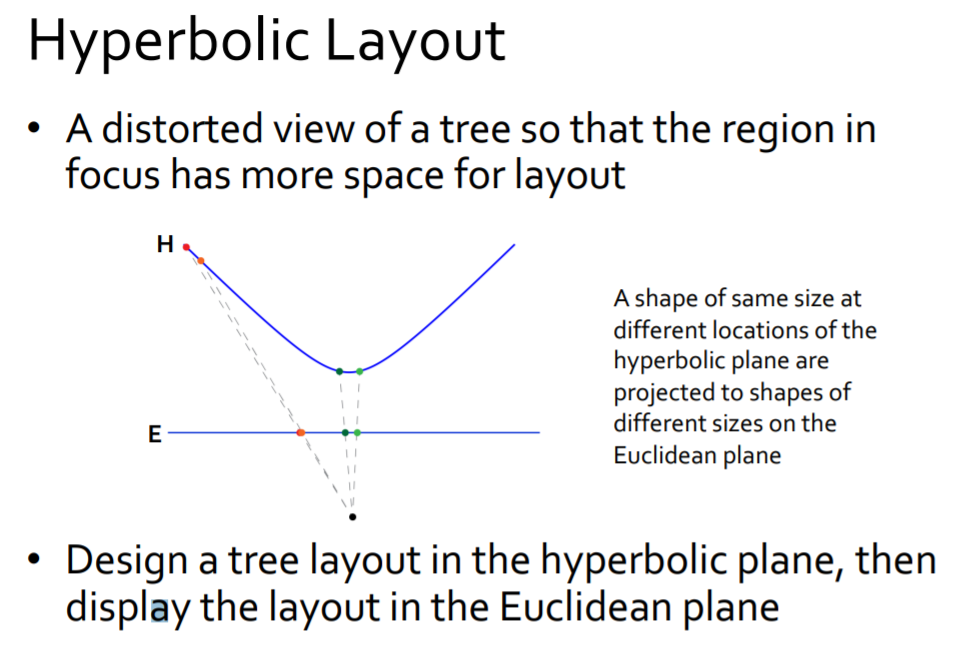 Hyperbolic Layout
• A distorted view of a tree so that the region in
focus has more space for layout
H
A shape of same size at
different locations of the
hyperbolic plane are
projected to shapes of
different sizes on the
Euclidean plane
E
• Design a tree layout in the hyperbolic plane, then
display the layout in the Euclidean plane